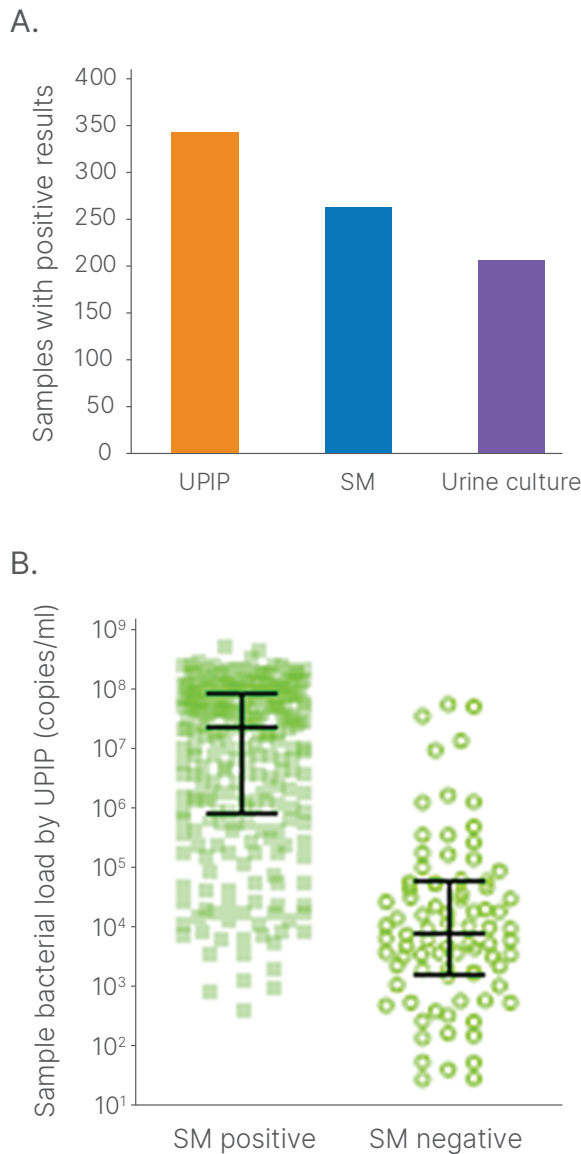 A.
Samples with positive results
400
350
300
250
200
150
100
50
0
UPIP
SM
Urine culture
B.
Sample bacterial load by UPIP (copies/ml)
10⁹
10⁸
10⁷
10⁶
10⁵
10⁴
10³
10²
10¹
SM positive
SM negative